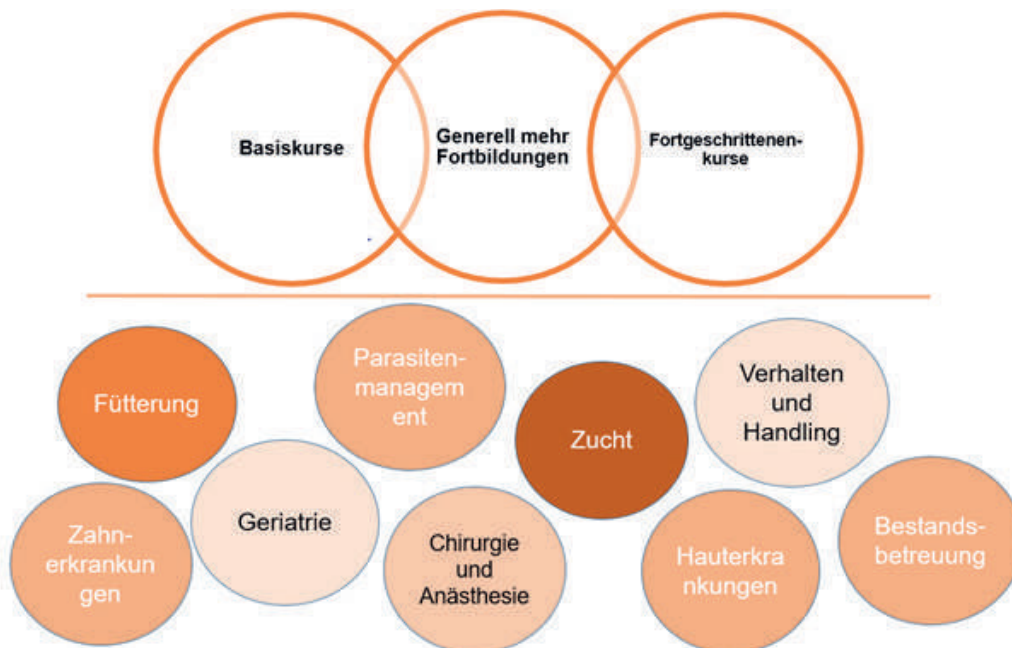 Basiskurse
Generell mehr
Fortbildungen
Fortgeschrittenen-
kurse
Fütterung
Parasiten-
managem
ent
Zucht
Verhalten
und
Handling
Zahn-
erkrankun
gen
Geriatrie
Chirurgie
und
Anästhesie
Hauterkra
nkungen
Bestands-
betreuung